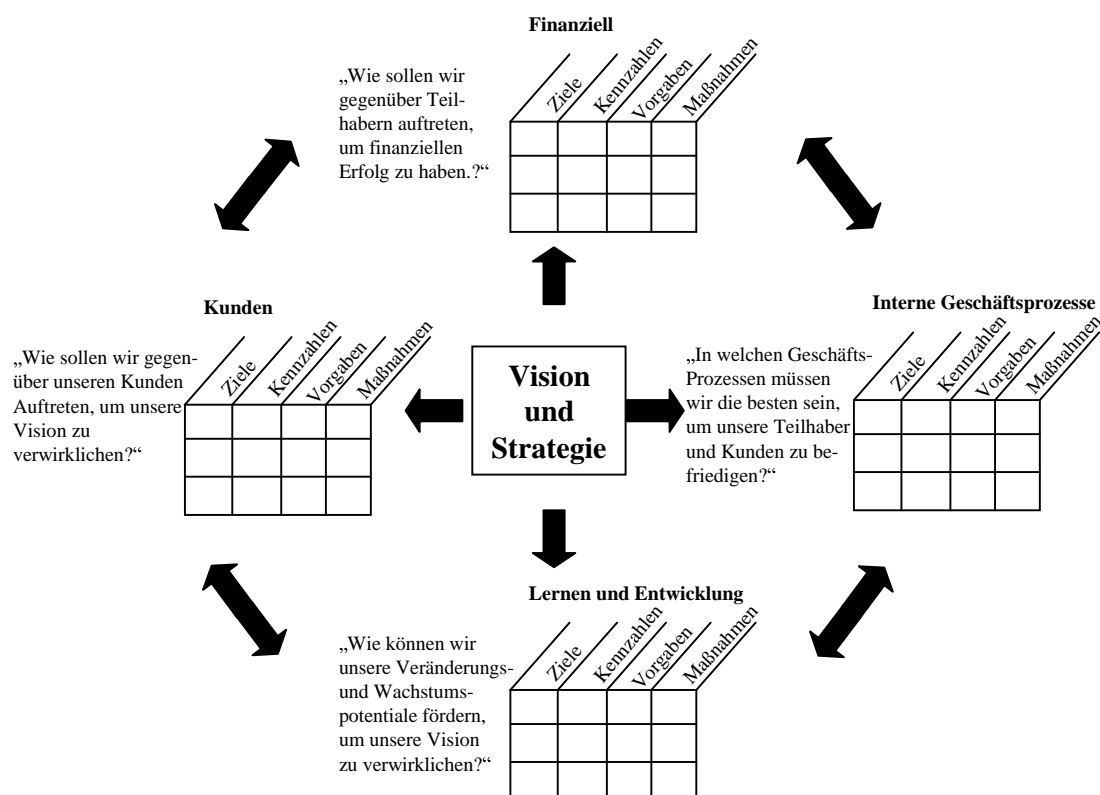 Finanziell
„Wie sollen wir
gegenüber Teil-
habern auftreten,
um finanziellen
Erfolg zu haben.?“
Ziele
Kennzahlen
Vorgaben
Maßnahmen
Kunden
„Wie sollen wir gegen-
über unseren Kunden
Auftreten, um unsere
Vision zu
verwirklichen?“
Ziele
Kennzahlen
Vorgaben
Maßnahmen
Vision
und
Strategie
Interne Geschäftsprozesse
„In welchen Geschäfts-
Prozessen müssen
wir die besten sein,
um unsere Teilhaber
und Kunden zu be-
friedigen?“
Ziele
Kennzahlen
Vorgaben
Maßnahmen
Lernen und Entwicklung
„Wie können wir
unsere Veränderungs-
und Wachstums-
potentiale fördern,
um unsere Vision
zu verwirklichen?“
Ziele
Kennzahlen
Vorgaben
Maßnahmen